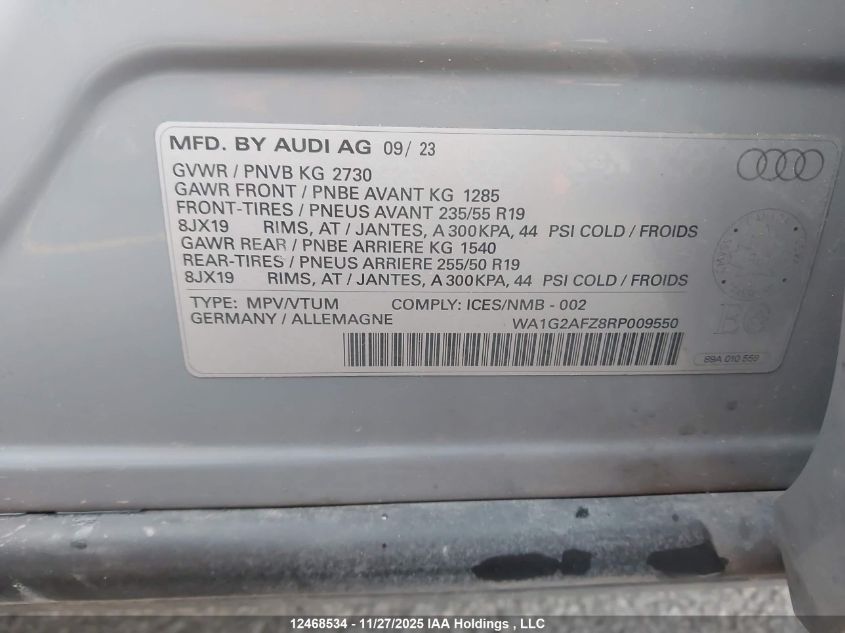 MFD. BY AUDI AG 09/ 23
GVWR / PNVB KG 2730
GAWR FRONT / PNBE AVANT KG 1285
FRONT-TIRES / PNEUS AVANT 235/55 R19
8JX19 RIMS, AT / JANTES, A 300KPA, 44 PSI COLD / FROIDS
GAWR REAR / PNBE ARRIERE KG 1540
REAR-TIRES / PNEUS ARRIERE 255/50 R19
8JX19 RIMS, AT / JANTES, A 300KPA, 44 PSI COLD / FROIDS
TYPE: MPV/VTUM COMPLY: ICES/NMB - 002
GERMANY / ALLEMAGNE WA1G2AFZ8RP009550
89A 010 559
12468534 - 11/27/2025 IAA Holdings , LLC